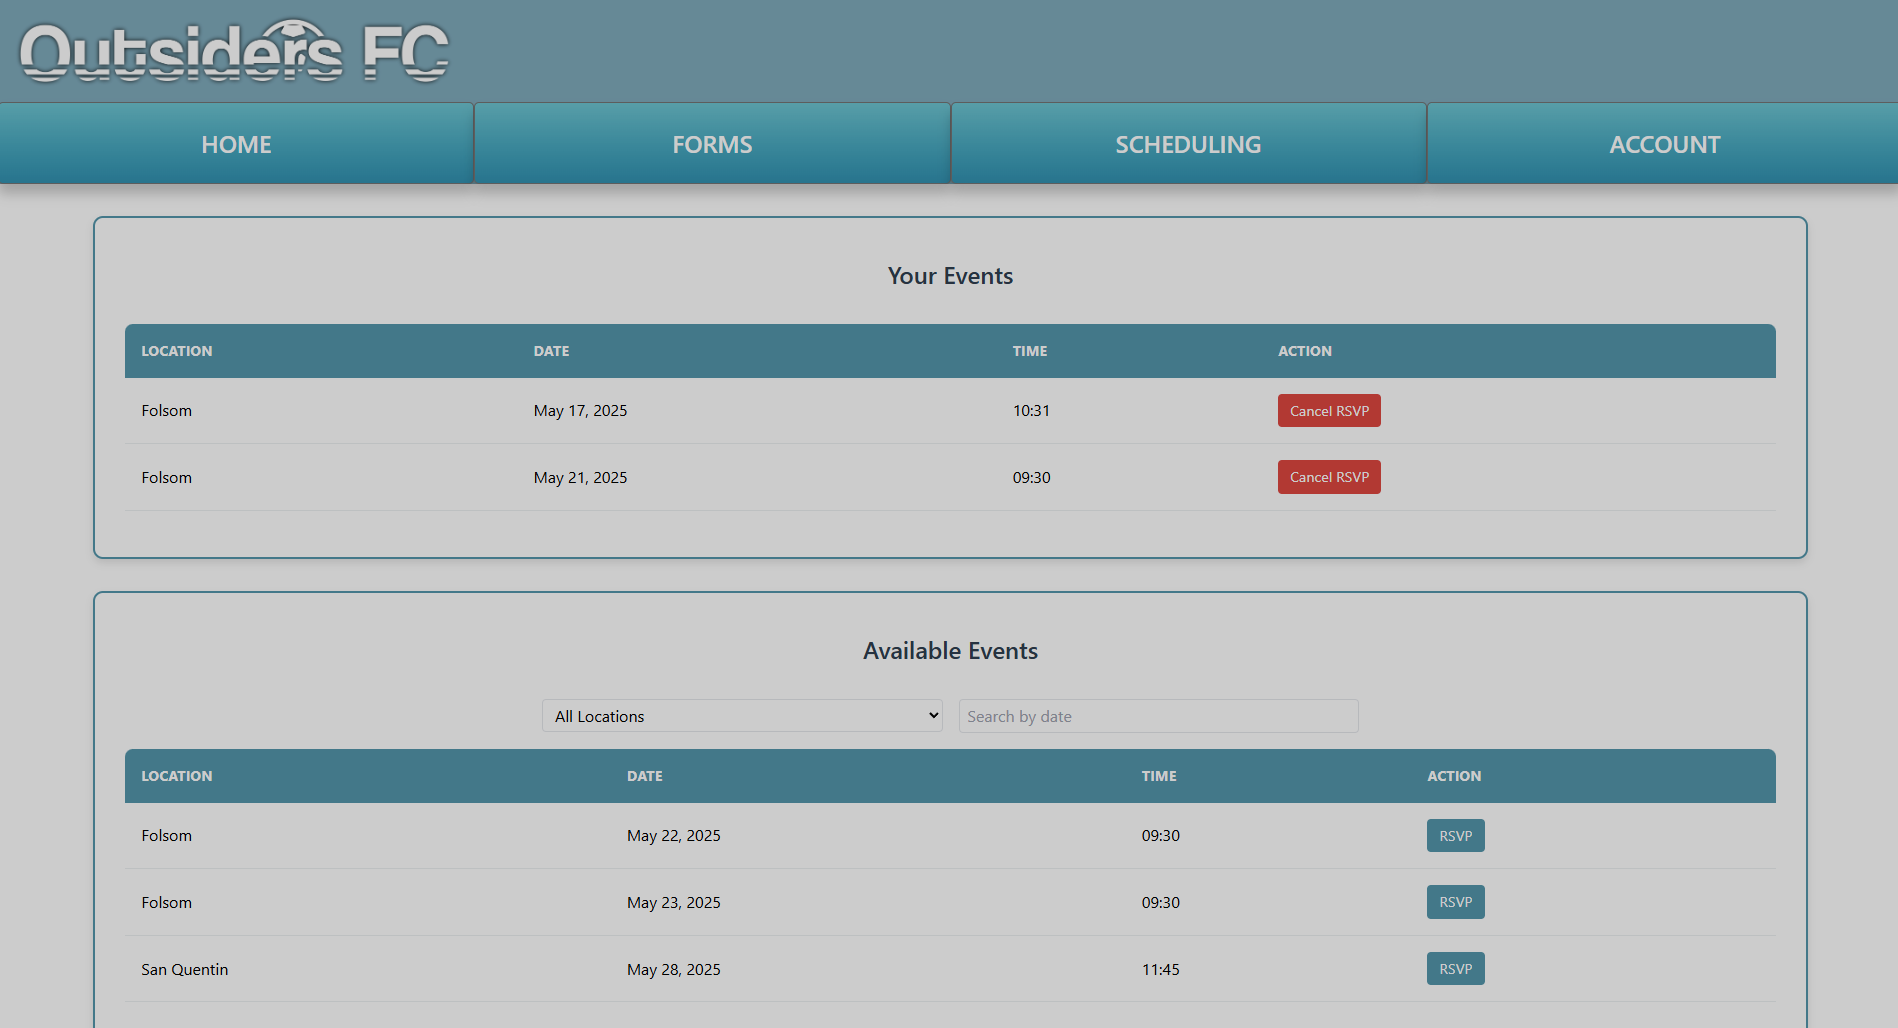 Outsiders FC
HOME FORMS SCHEDULING ACCOUNT
Your Events
LOCATION DATE TIME ACTION
Folsom May 17, 2025 10:31 Cancel RSVP
Folsom May 21, 2025 09:30 Cancel RSVP
Available Events
All Locations Search by date
LOCATION DATE TIME ACTION
Folsom May 22, 2025 09:30 RSVP
Folsom May 23, 2025 09:30 RSVP
San Quentin May 28, 2025 11:45 RSVP